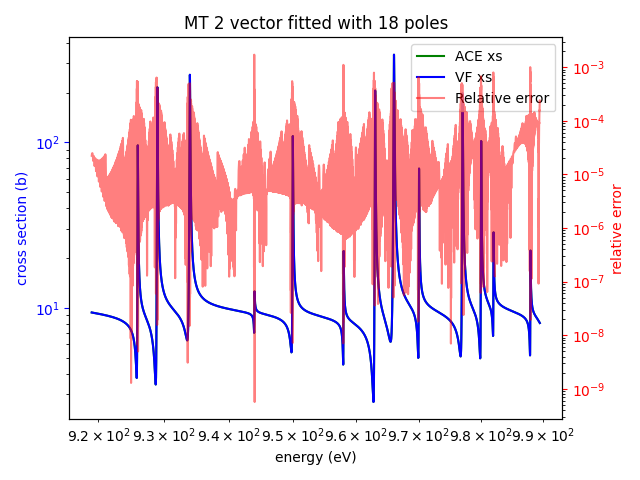 MT 2 vector fitted with 18 poles
ACE xs
VF xs
Relative error
cross section (b)
10²
10¹
10⁻³
10⁻⁴
10⁻⁵
10⁻⁶
10⁻⁷
10⁻⁸
10⁻⁹
relative error
9.2 × 10² 9.3 × 10² 9.4 × 10² 9.5 × 10² 9.6 × 10² 9.7 × 10² 9.8 × 10² 9.9 × 10²
energy (eV)